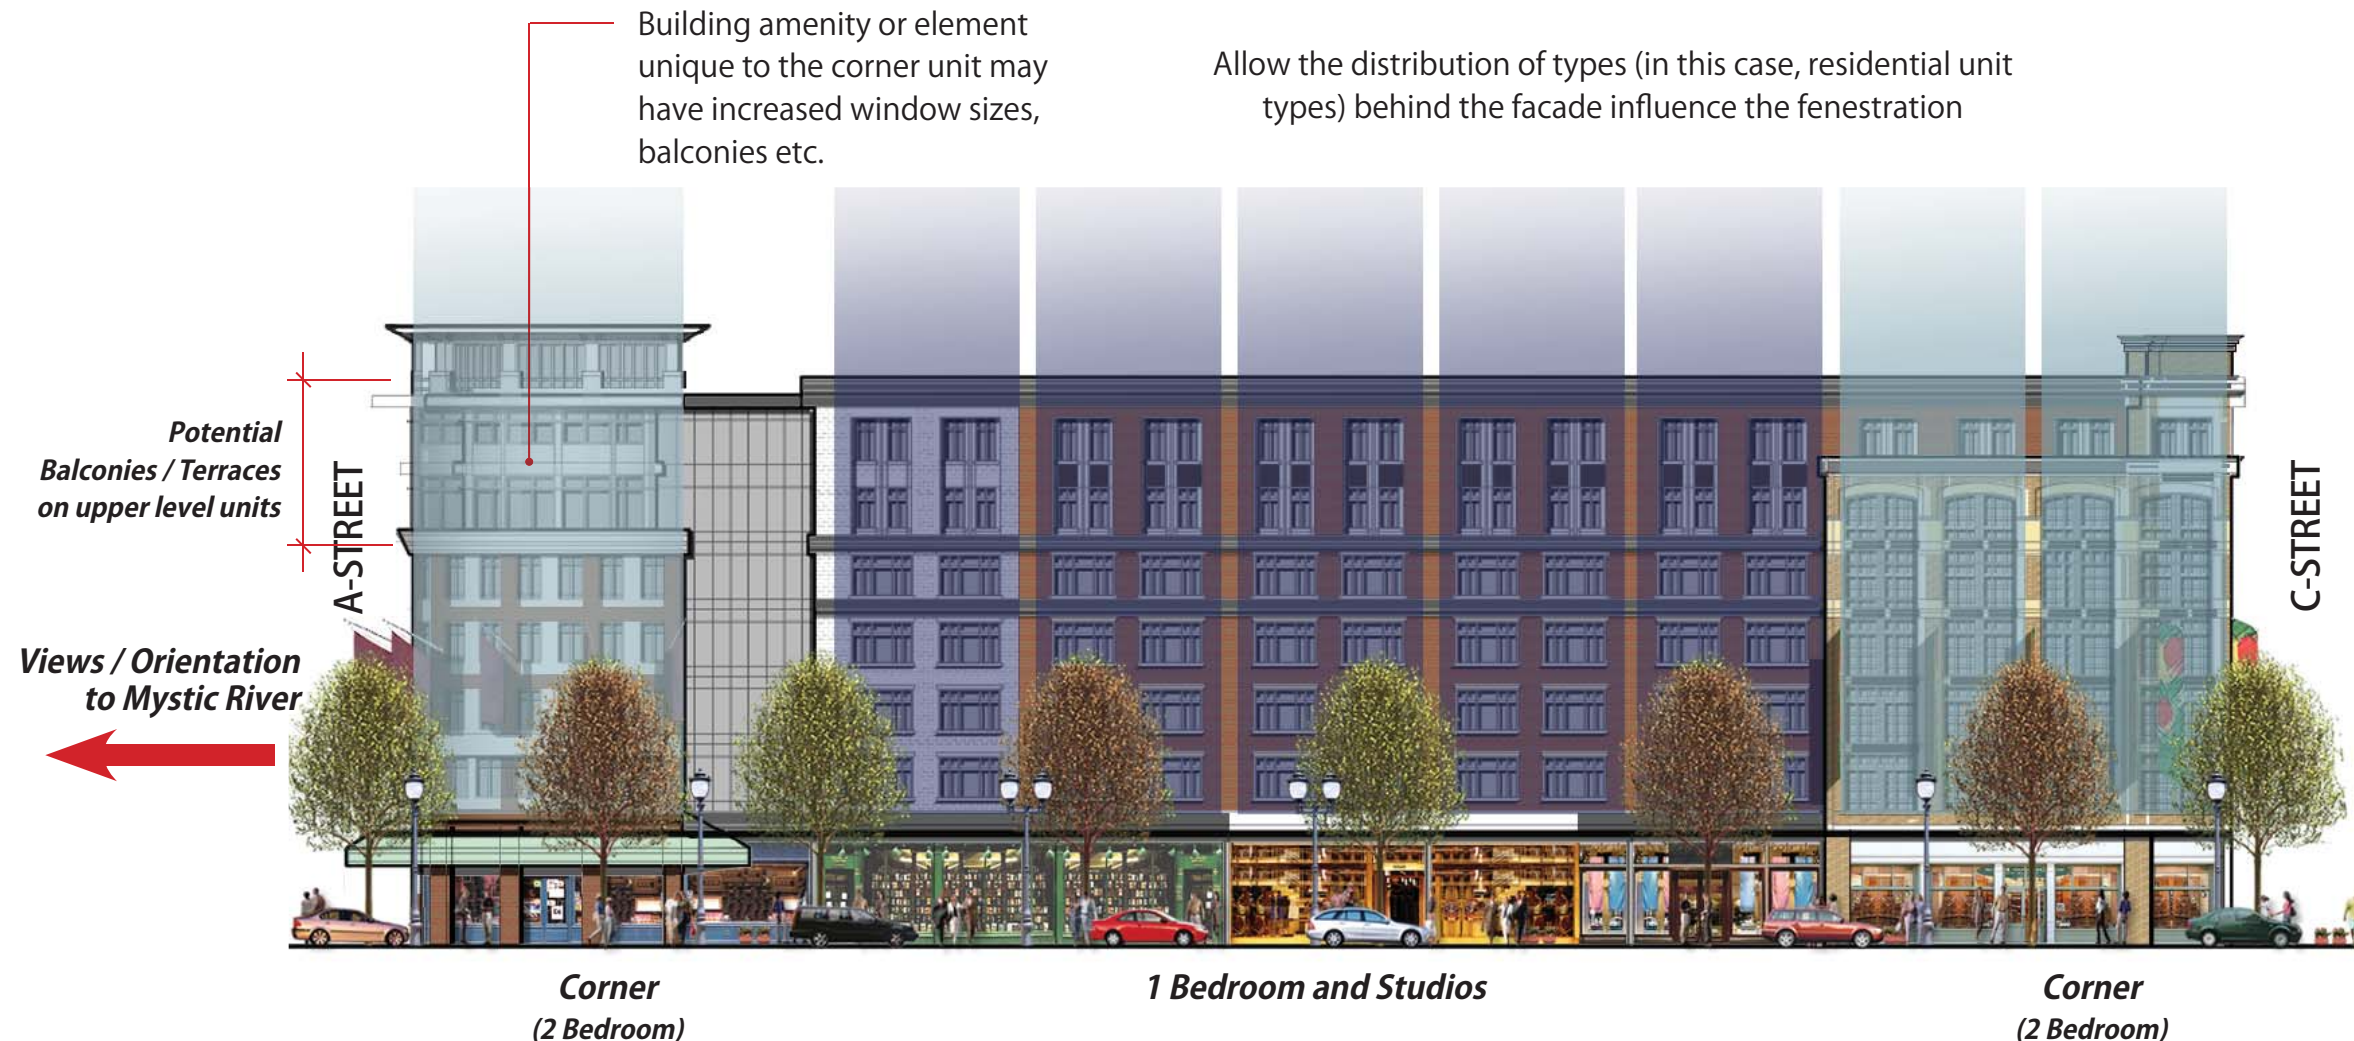 Building amenity or element
unique to the corner unit may
have increased window sizes,
balconies etc.
Allow the distribution of types (in this case, residential unit
types) behind the facade influence the fenestration
Potential
Balconies / Terraces
on upper level units
A-STREET
C-STREET
Views / Orientation
to Mystic River
Corner
(2 Bedroom)
1 Bedroom and Studios
Corner
(2 Bedroom)